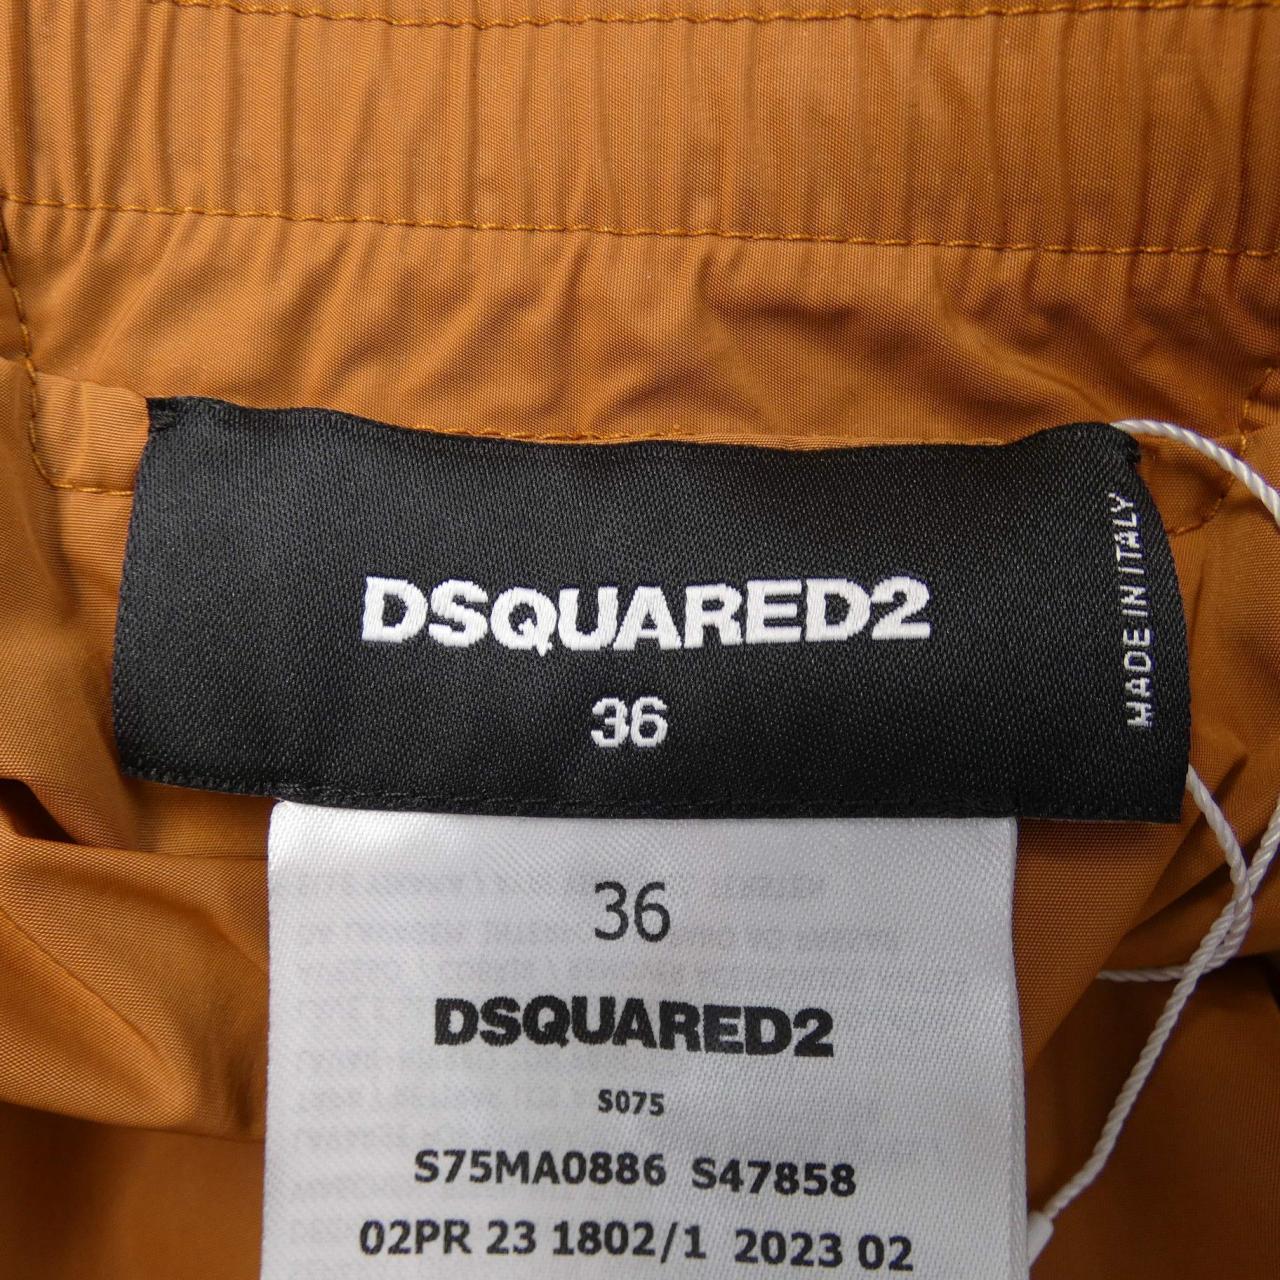 DSQUARED2
36
MADE IN ITALY
36
DSQUARED2
S075
S75MA0886 S47858
02PR 23 1802/1 2023 02